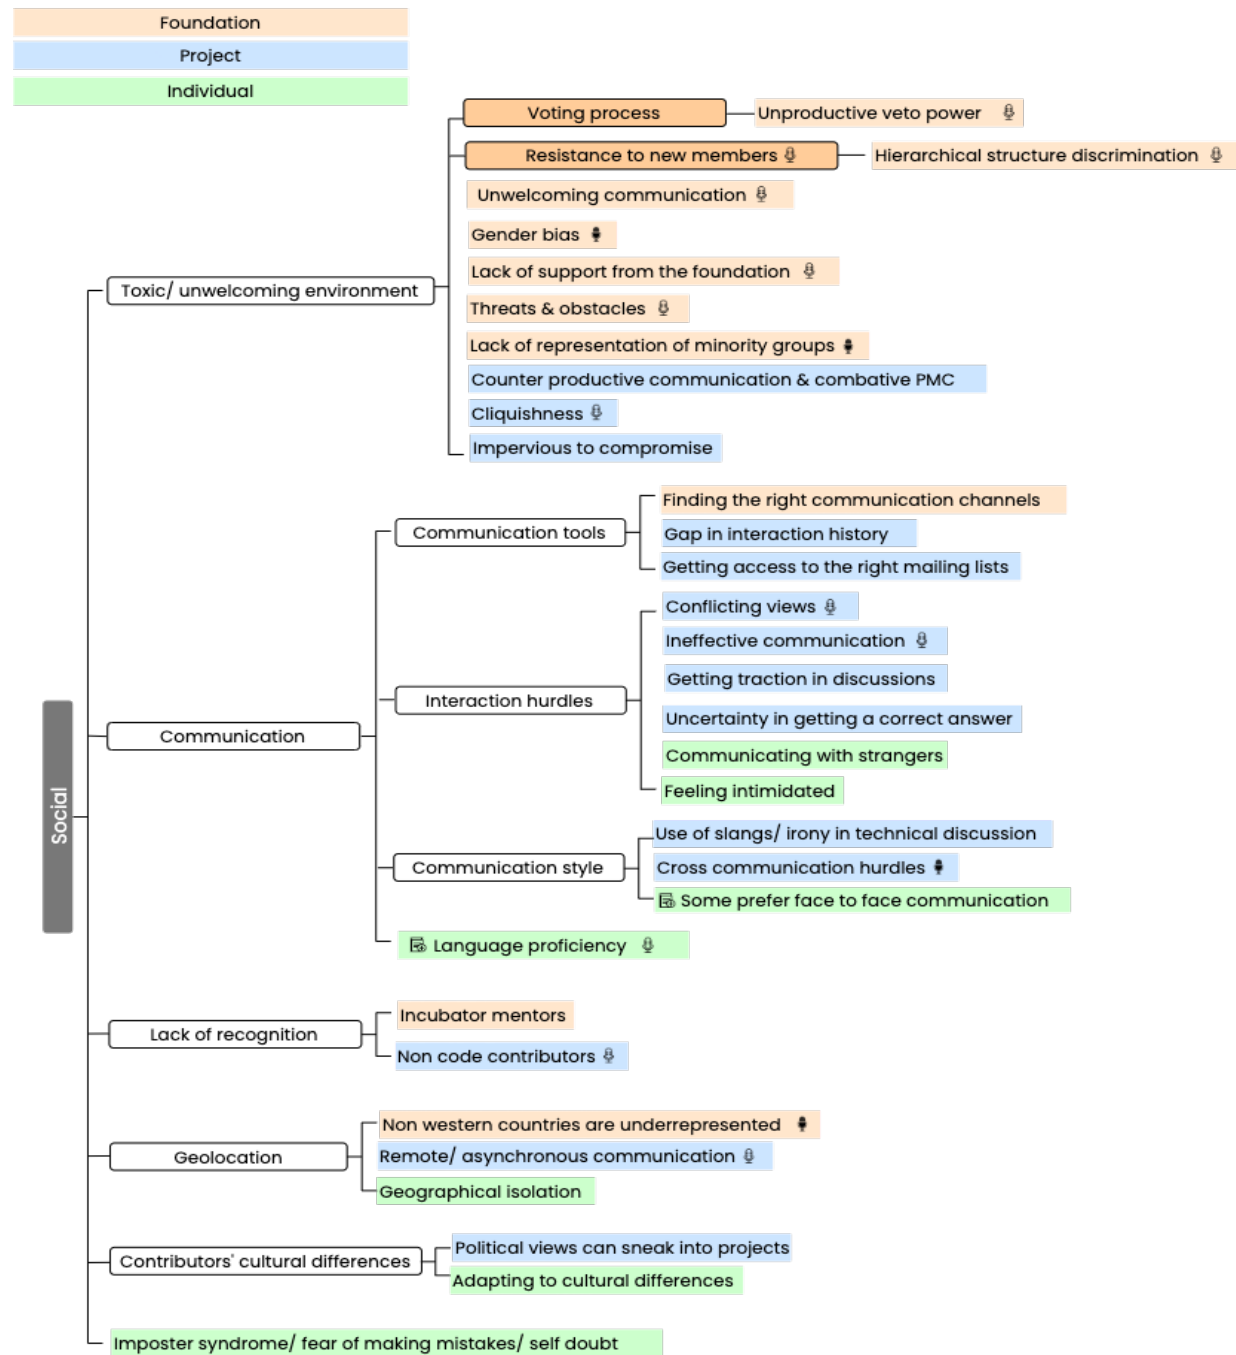 Foundation
Project
Individual
Voting process
Unproductive veto power
Resistance to new members
Hierarchical structure discrimination
Unwelcoming communication
Gender bias
Lack of support from the foundation
Toxic/ unwelcoming environment
Threats & obstacles
Lack of representation of minority groups
Counter productive communication & combative PMC
Cliquishness
Impervious to compromise
Finding the right communication channels
Communication tools
Gap in interaction history
Getting access to the right mailing lists
Conflicting views
Ineffective communication
Getting traction in discussions
Interaction hurdles
Uncertainty in getting a correct answer
Communication
Communicating with strangers
Feeling intimidated
Social
Use of slangs/ irony in technical discussion
Communication style
Cross communication hurdles
Some prefer face to face communication
Language proficiency
Incubator mentors
Lack of recognition
Non code contributors
Non western countries are underrepresented
Geolocation
Remote/ asynchronous communication
Geographical isolation
Political views can sneak into projects
Contributors' cultural differences
Adapting to cultural differences
Imposter syndrome/ fear of making mistakes/ self doubt